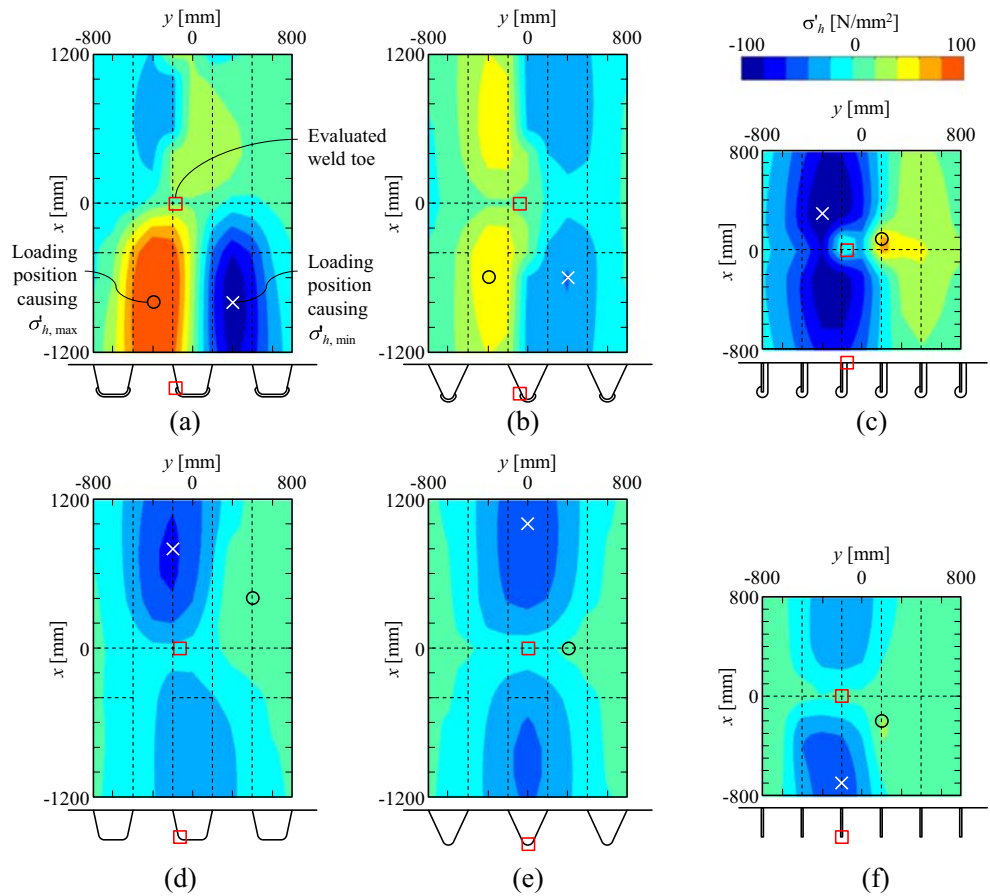 y [mm]
-800 0 800
1200
0
-1200
x [mm]
Evaluated
weld toe
Loading
position
causing
σ'h, max
Loading
position
causing
σ'h, min
(a)
y [mm]
-800 0 800
1200
0
-1200
x [mm]
(b)
σ'h [N/mm²]
-100 0 100
y [mm]
-800 0 800
800
0
-800
x [mm]
(c)
y [mm]
-800 0 800
1200
0
-1200
x [mm]
(d)
y [mm]
-800 0 800
1200
0
-1200
x [mm]
(e)
y [mm]
-800 0 800
800
0
-800
x [mm]
(f)